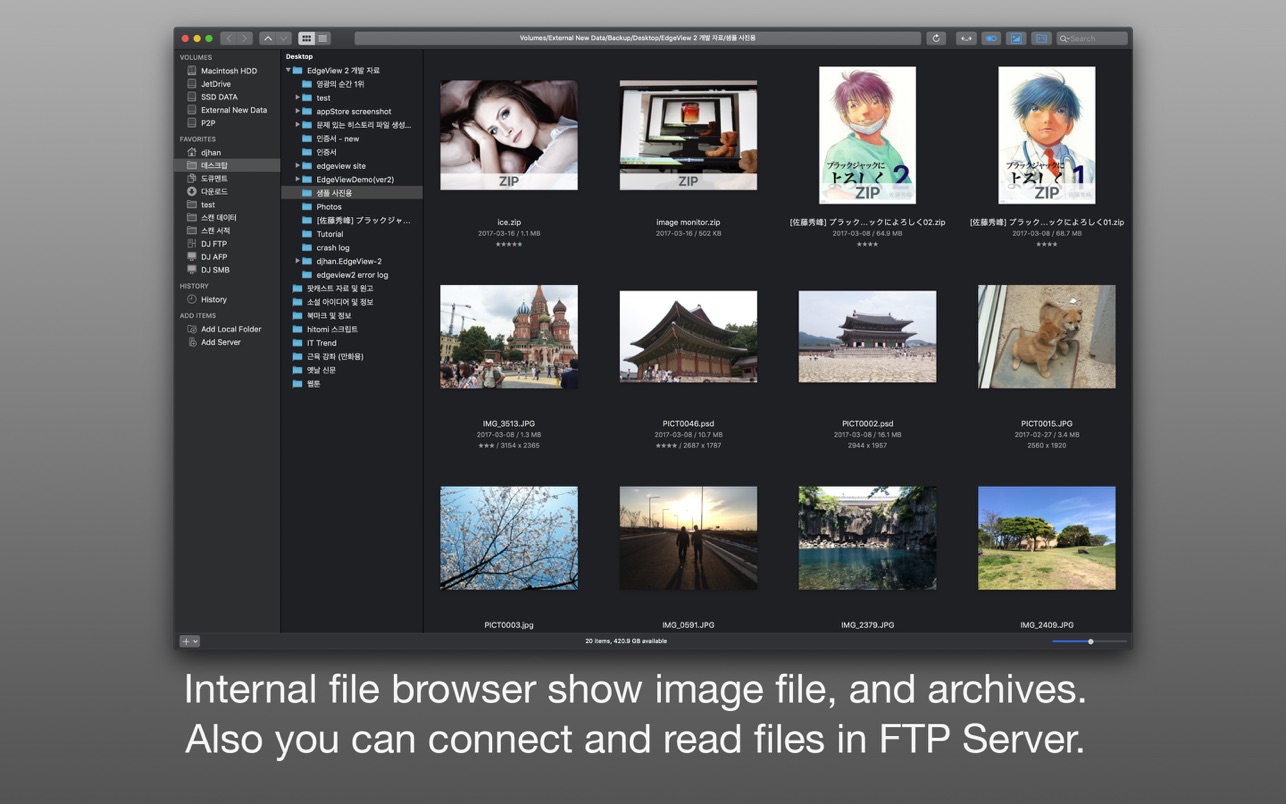 Volumes/External New Data/Backup/Desktop/EdgeView 2 개발 자료/샘플 사진용
Search
VOLUMES
Macintosh HDD
JetDrive
SSD DATA
External New Data
P2P
FAVORITES
djhan
데스크탑
도큐멘트
다운로드
test
스캔 데이터
스캔 서적
DJ FTP
DJ AFP
DJ SMB
HISTORY
History
ADD ITEMS
Add Local Folder
Add Server
Desktop
EdgeView 2 개발 자료
영광의 순간 1위
test
appStore screenshot
문제 있는 히스토리 파일 생성...
인증서 - new
인증서
edgeview site
EdgeViewDemo(ver2)
샘플 사진용
Photos
[佐藤秀峰] ブラックジャ...
Tutorial
crash log
djhan.EdgeView-2
edgeview2 error log
팟캐스트 자료 및 원고
소설 아이디어 및 정보
북마크 및 정보
hitomi 스크립트
IT Trend
근육 강좌 (만화용)
옛날 신문
웹툰
ZIP
ice.zip
2017-03-16 / 1.1 MB
★★★★★
ZIP
image monitor.zip
2017-03-16 / 502 KB
ブラックジャックに
よろしく 2
ZIP
[佐藤秀峰] ブラック...ックによろしく02.zip
2017-03-08 / 64.9 MB
★★★★
ブラックジャックに
よろしく 1
ZIP
[佐藤秀峰] ブラック...ックによろしく01.zip
2017-03-08 / 68.7 MB
★★★★
IMG_3513.JPG
2017-03-08 / 1.3 MB
★★★ / 3154 x 2365
PICT0046.psd
2017-03-08 / 10.7 MB
★★★★ / 2687 x 1787
PICT0002.psd
2017-03-08 / 16.1 MB
2944 x 1957
PICT0015.JPG
2017-02-27 / 3.4 MB
2560 x 1920
PICT0003.jpg
IMG_0591.JPG
IMG_2379.JPG
IMG_2409.JPG
20 items, 420.9 GB available
Internal file browser show image file, and archives.
Also you can connect and read files in FTP Server.